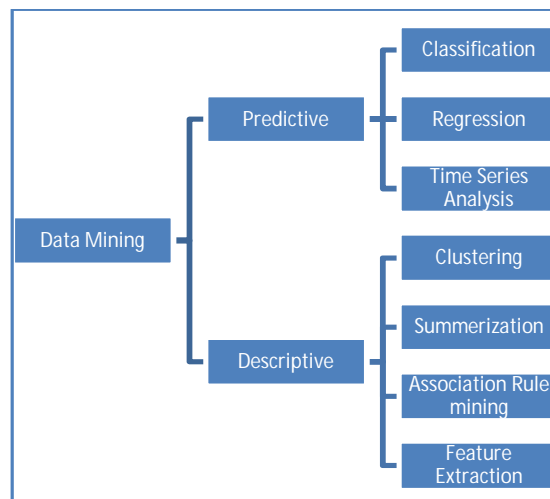 Data Mining
Predictive
Classification
Regression
Time Series
Analysis
Descriptive
Clustering
Summerization
Association Rule
mining
Feature
Extraction